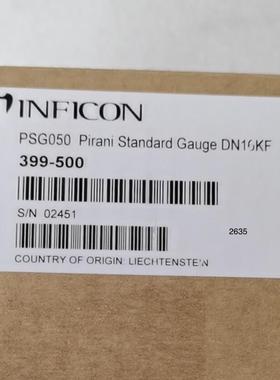 INFICON
PSG050 Pirani Standard Gauge DN16KF
399-500
S/N 02451
2635
COUNTRY OF ORIGIN: LIECHTENSTEIN